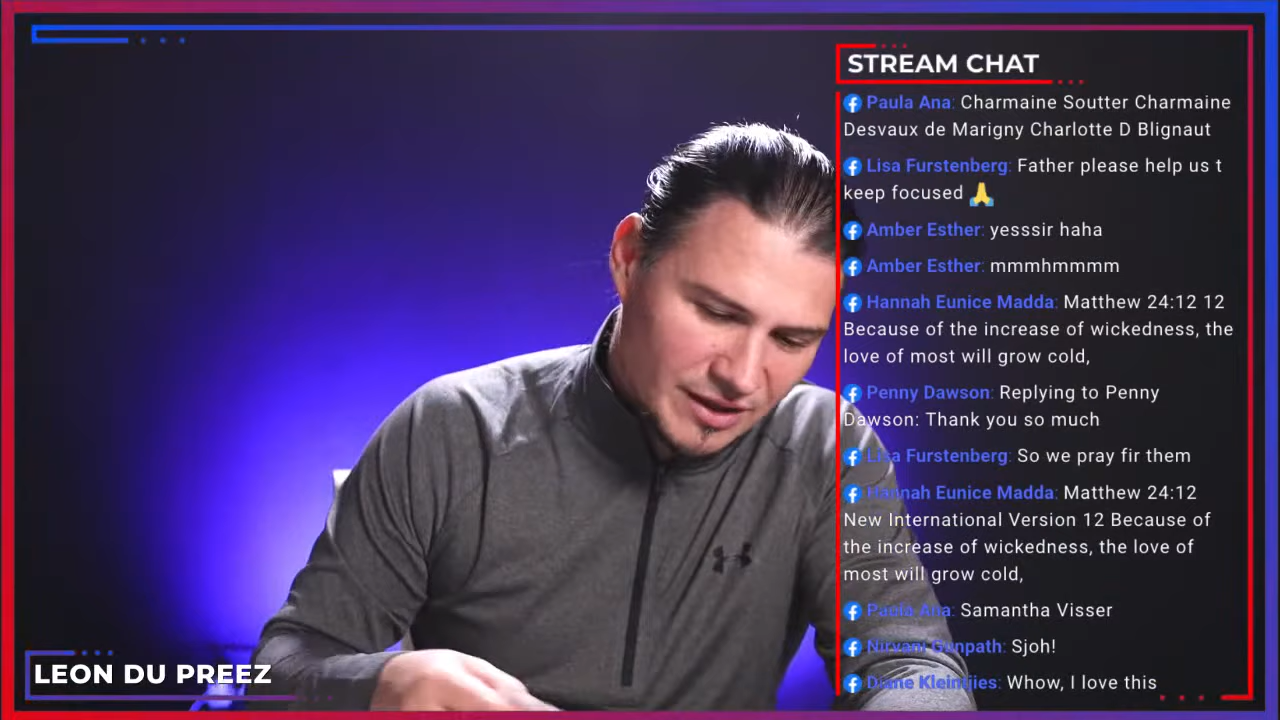 STREAM CHAT
Paula Ana: Charmaine Soutter Charmaine
Desvaux de Marigny Charlotte D Blignaut
Lisa Furstenberg: Father please help us t
keep focused 🙏
Amber Esther: yesssir haha
Amber Esther: mmmhmmmm
Hannah Eunice Madda: Matthew 24:12 12
Because of the increase of wickedness, the
love of most will grow cold,
Penny Dawson: Replying to Penny
Dawson: Thank you so much
Lisa Furstenberg: So we pray fir them
Hannah Eunice Madda: Matthew 24:12
New International Version 12 Because of
the increase of wickedness, the love of
most will grow cold,
Paula Ana: Samantha Visser
Nirvani Gunpath: Sjoh!
Diane Kleintjies: Whow, I love this
LEON DU PREEZ